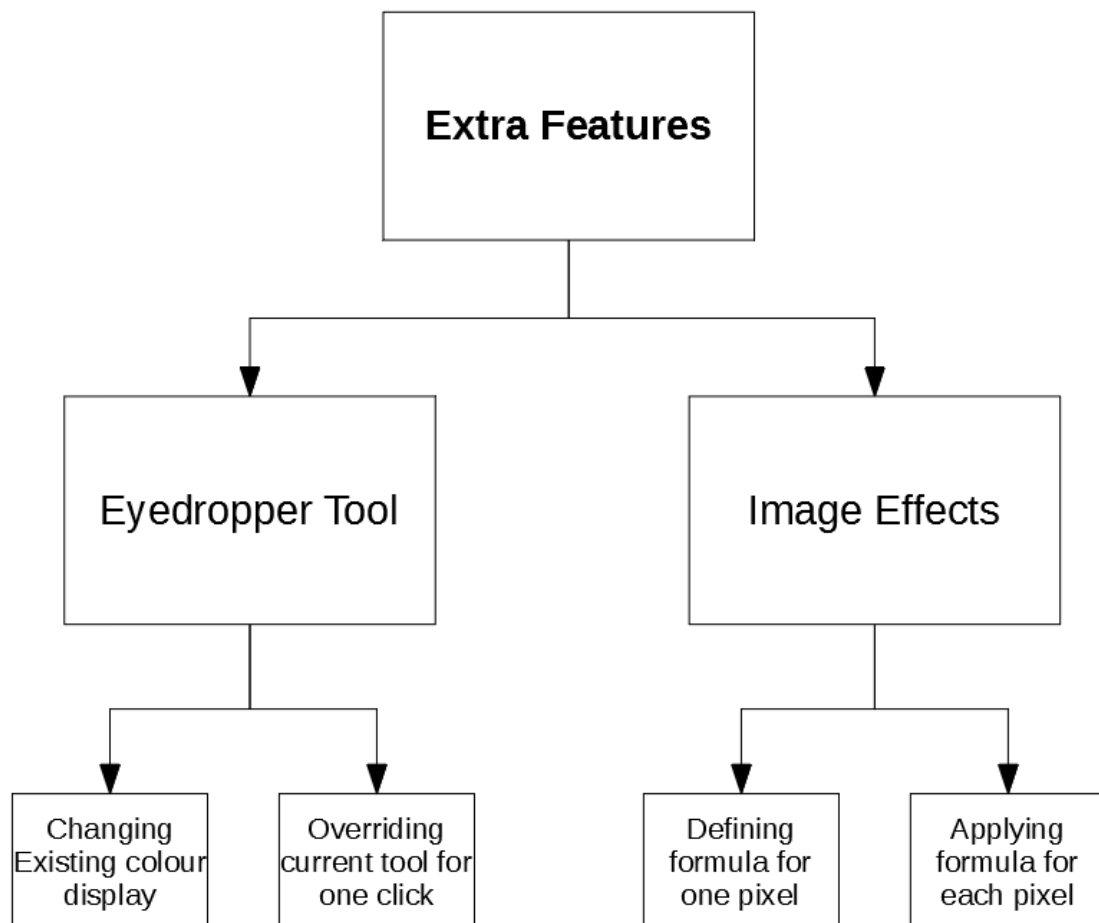 Extra Features
Eyedropper Tool
Image Effects
Changing
Existing colour
display
Overriding
current tool for
one click
Defining
formula for
one pixel
Applying
formula for
each pixel